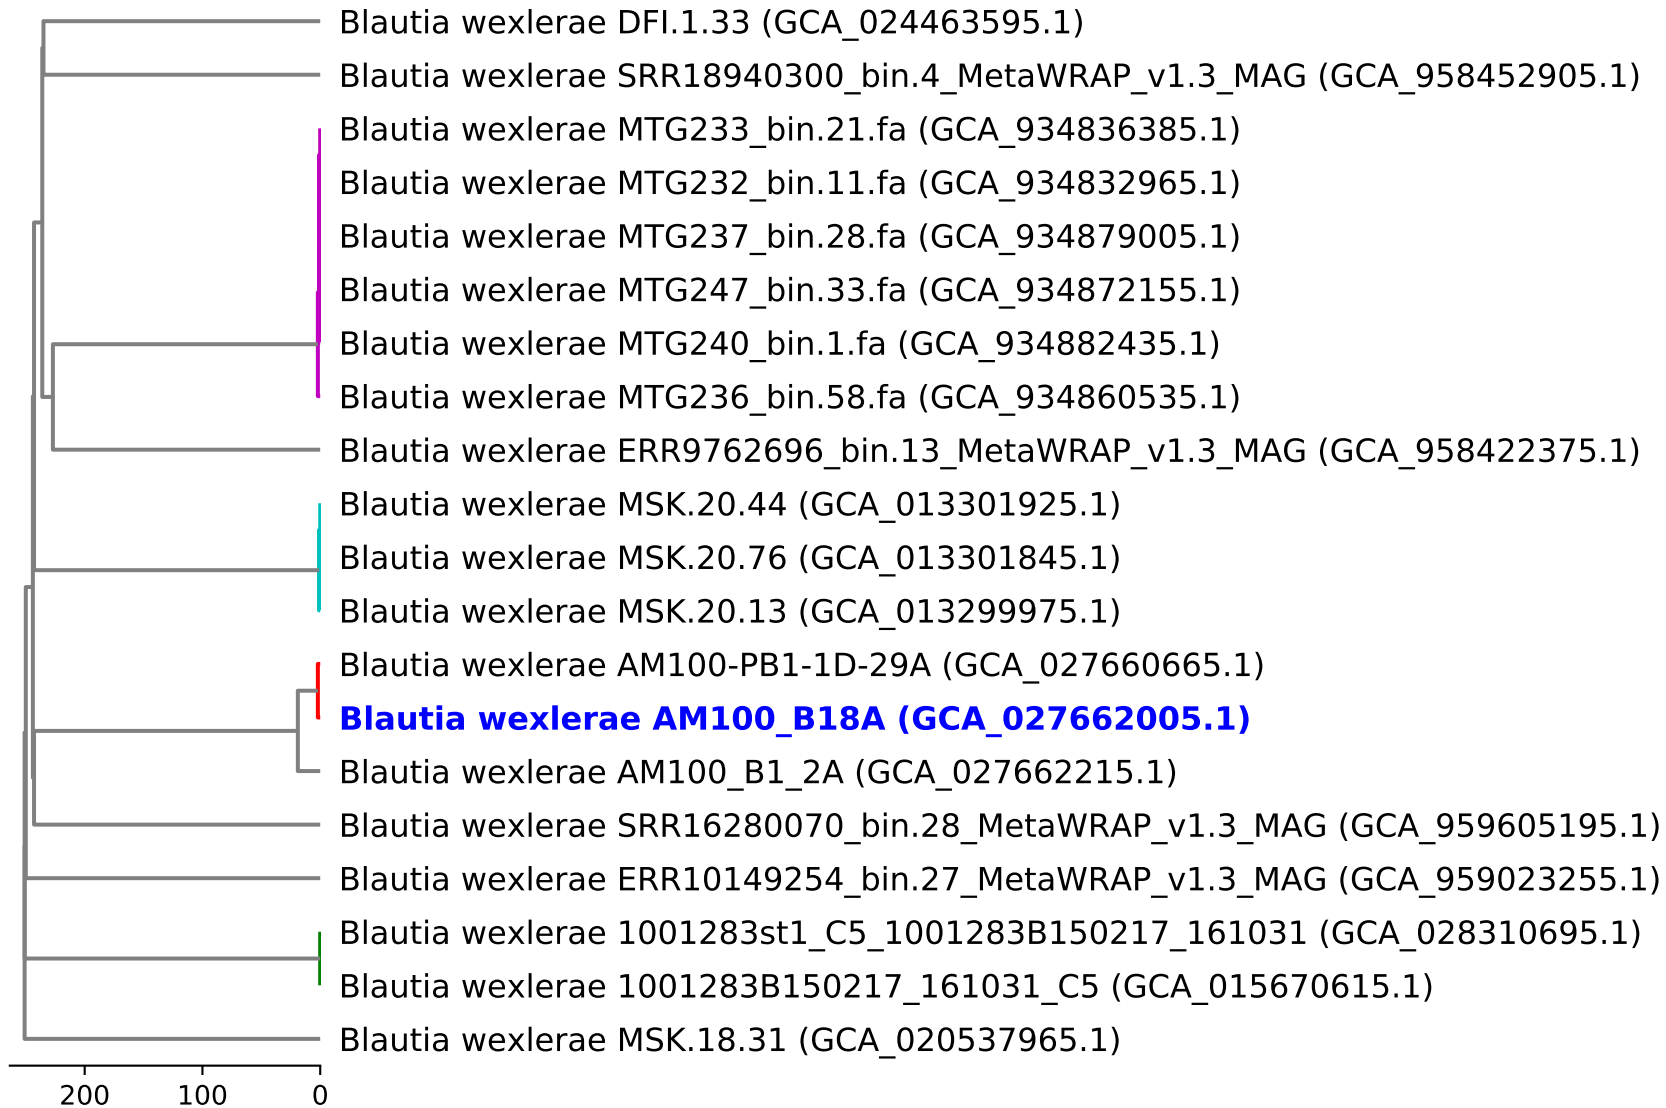 Blautia wexlerae DFI.1.33 (GCA_024463595.1)
Blautia wexlerae SRR18940300_bin.4_MetaWRAP_v1.3_MAG (GCA_958452905.1)
Blautia wexlerae MTG233_bin.21.fa (GCA_934836385.1)
Blautia wexlerae MTG232_bin.11.fa (GCA_934832965.1)
Blautia wexlerae MTG237_bin.28.fa (GCA_934879005.1)
Blautia wexlerae MTG247_bin.33.fa (GCA_934872155.1)
Blautia wexlerae MTG240_bin.1.fa (GCA_934882435.1)
Blautia wexlerae MTG236_bin.58.fa (GCA_934860535.1)
Blautia wexlerae ERR9762696_bin.13_MetaWRAP_v1.3_MAG (GCA_958422375.1)
Blautia wexlerae MSK.20.44 (GCA_013301925.1)
Blautia wexlerae MSK.20.76 (GCA_013301845.1)
Blautia wexlerae MSK.20.13 (GCA_013299975.1)
Blautia wexlerae AM100-PB1-1D-29A (GCA_027660665.1)
Blautia wexlerae AM100_B18A (GCA_027662005.1)
Blautia wexlerae AM100_B1_2A (GCA_027662215.1)
Blautia wexlerae SRR16280070_bin.28_MetaWRAP_v1.3_MAG (GCA_959605195.1)
Blautia wexlerae ERR10149254_bin.27_MetaWRAP_v1.3_MAG (GCA_959023255.1)
Blautia wexlerae 1001283st1_C5_1001283B150217_161031 (GCA_028310695.1)
Blautia wexlerae 1001283B150217_161031_C5 (GCA_015670615.1)
Blautia wexlerae MSK.18.31 (GCA_020537965.1)
200 100 0